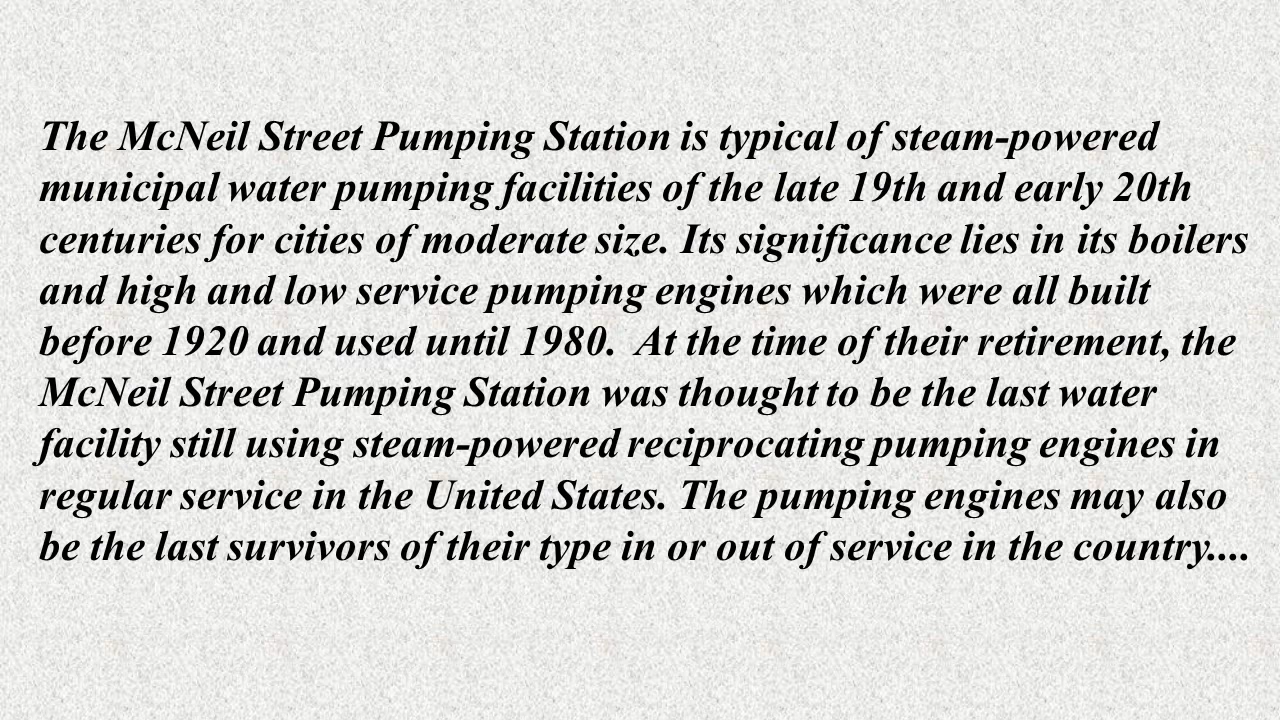 The McNeil Street Pumping Station is typical of steam-powered
municipal water pumping facilities of the late 19th and early 20th
centuries for cities of moderate size. Its significance lies in its boilers
and high and low service pumping engines which were all built
before 1920 and used until 1980.  At the time of their retirement, the
McNeil Street Pumping Station was thought to be the last water
facility still using steam-powered reciprocating pumping engines in
regular service in the United States. The pumping engines may also
be the last survivors of their type in or out of service in the country....